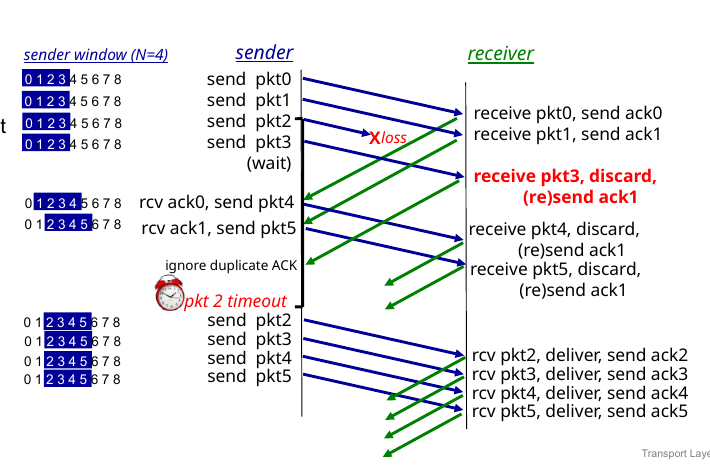 sender window (N=4)
sender
receiver
0 1 2 3 4 5 6 7 8
send pkt0
0 1 2 3 4 5 6 7 8
send pkt1
0 1 2 3 4 5 6 7 8
send pkt2
0 1 2 3 4 5 6 7 8
send pkt3
(wait)
t
X loss
receive pkt0, send ack0
receive pkt1, send ack1
receive pkt3, discard,
(re)send ack1
0 1 2 3 4 5 6 7 8
rcv ack0, send pkt4
0 1 2 3 4 5 6 7 8
rcv ack1, send pkt5
receive pkt4, discard,
(re)send ack1
receive pkt5, discard,
(re)send ack1
ignore duplicate ACK
pkt 2 timeout
0 1 2 3 4 5 6 7 8
send pkt2
0 1 2 3 4 5 6 7 8
send pkt3
0 1 2 3 4 5 6 7 8
send pkt4
0 1 2 3 4 5 6 7 8
send pkt5
rcv pkt2, deliver, send ack2
rcv pkt3, deliver, send ack3
rcv pkt4, deliver, send ack4
rcv pkt5, deliver, send ack5
Transport Laye